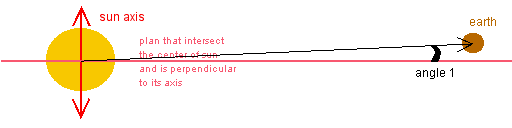 sun axis
earth
plan that intersect
the center of sun
and is perpendicular
to its axis
angle 1